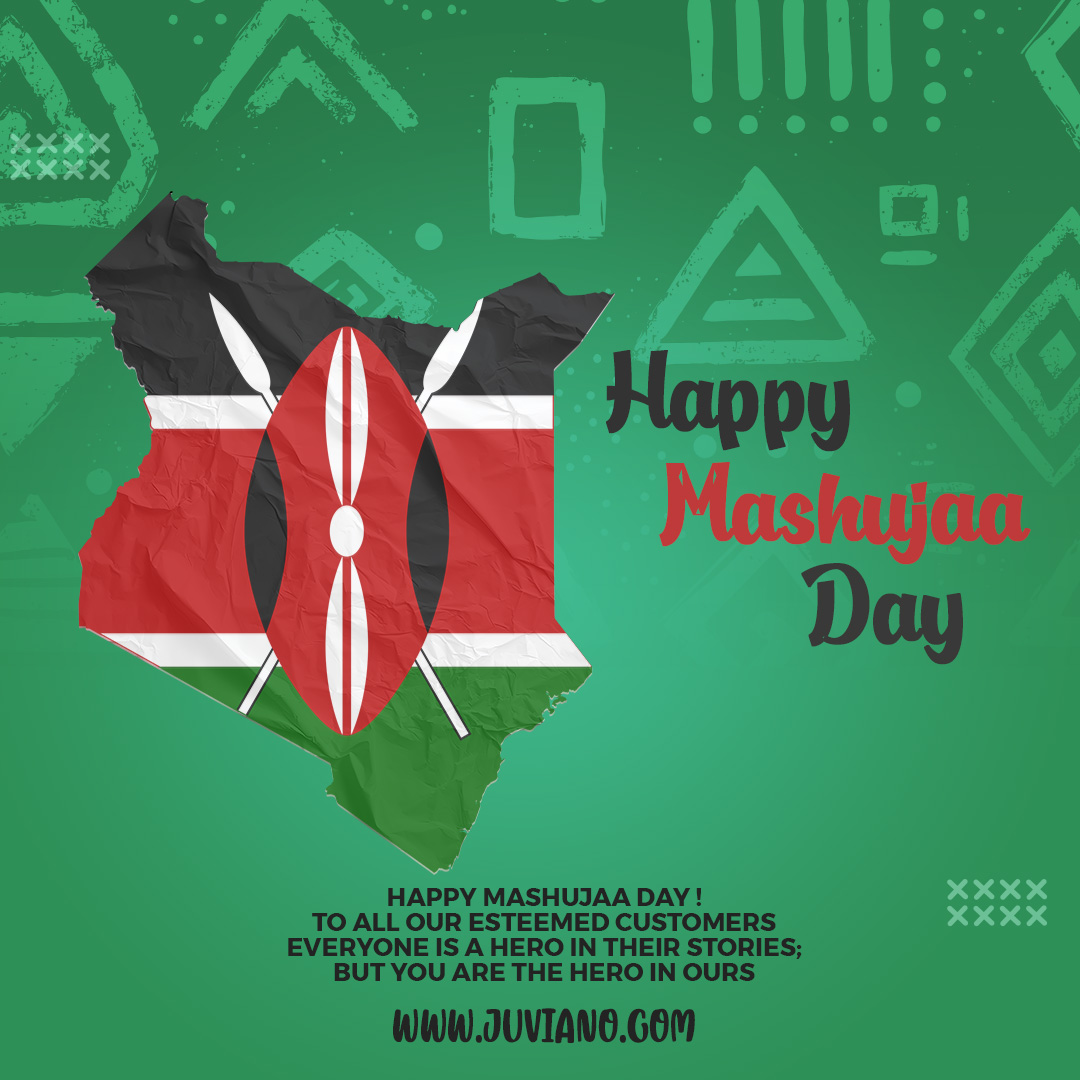 Happy
Mashujaa
Day
HAPPY MASHUJAA DAY !
TO ALL OUR ESTEEMED CUSTOMERS
EVERYONE IS A HERO IN THEIR STORIES;
BUT YOU ARE THE HERO IN OURS
WWW.JUVIANO.COM